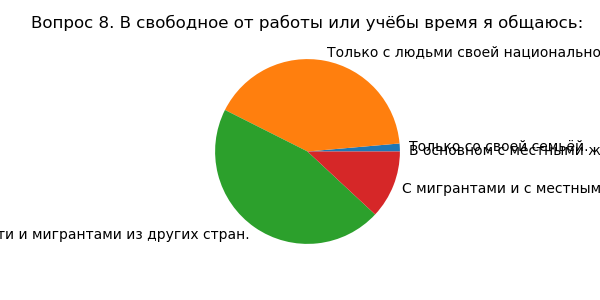 Вопрос 8. В свободное от работы или учёбы время я общаюсь:
Только с людьми своей национально
Только со своей семьёй.
В основном с местными ж
С мигрантами и с местным
ти и мигрантами из других стран.